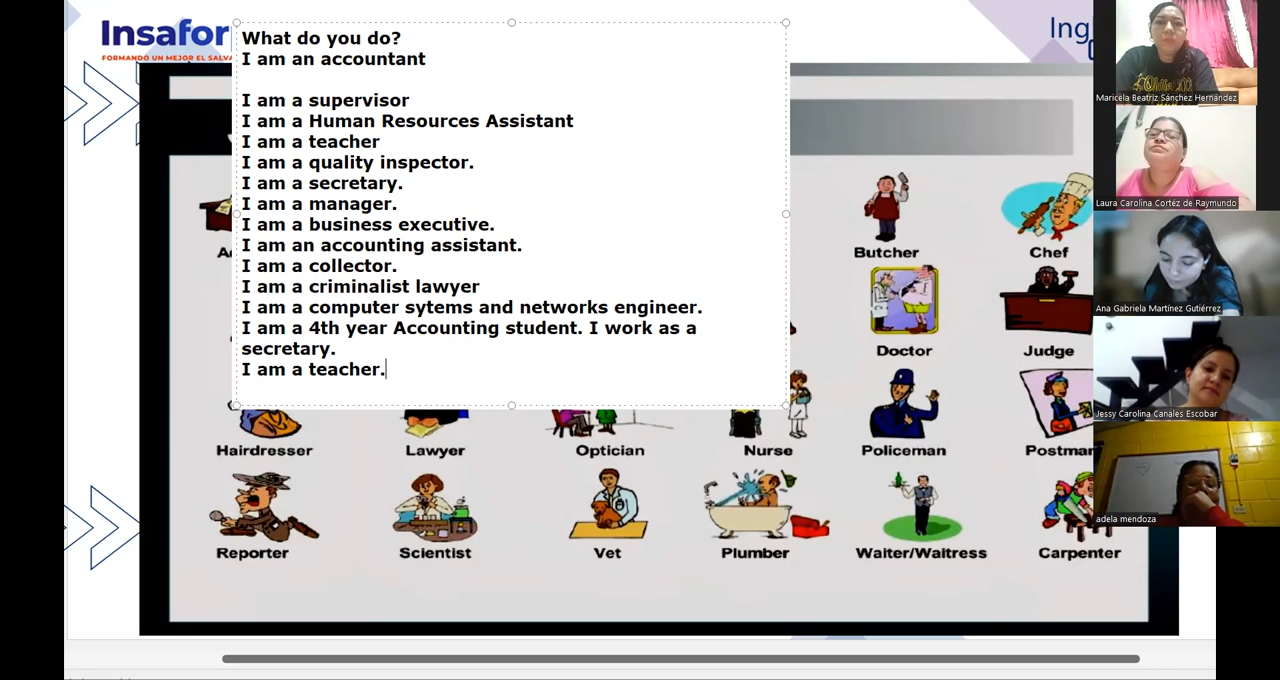 Insafor
FORMANDO UN MEJOR EL SALVA
Ing
What do you do?
I am an accountant
I am a supervisor
I am a Human Resources Assistant
I am a teacher
I am a quality inspector.
I am a secretary.
I am a manager.
I am a business executive.
I am an accounting assistant.
I am a collector.
I am a criminalist lawyer
I am a computer sytems and networks engineer.
I am a 4th year Accounting student. I work as a
secretary.
I am a teacher.
Butcher
Chef
Doctor
Judge
Hairdresser
Lawyer
Optician
Nurse
Policeman
Postman
Reporter
Scientist
Vet
Plumber
Waiter/Waitress
Carpenter
Maricela Beatriz Sánchez Hernández
Laura Carolina Cortéz de Raymundo
Ana Gabriela Martínez Gutiérrez
Jessy Carolina Canales Escobar
adela mendoza